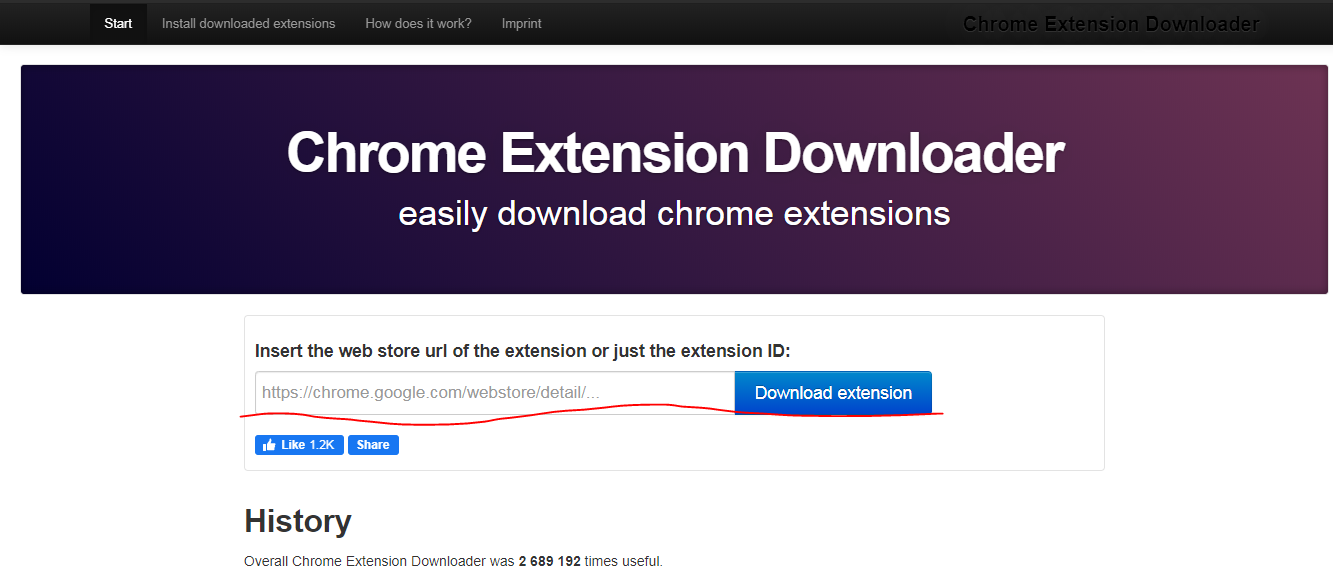 Start Install downloaded extensions How does it work? Imprint Chrome Extension Downloader
Chrome Extension Downloader
easily download chrome extensions
Insert the web store url of the extension or just the extension ID:
https://chrome.google.com/webstore/detail/... Download extension
Like 1.2K Share
History
Overall Chrome Extension Downloader was 2 689 192 times useful.